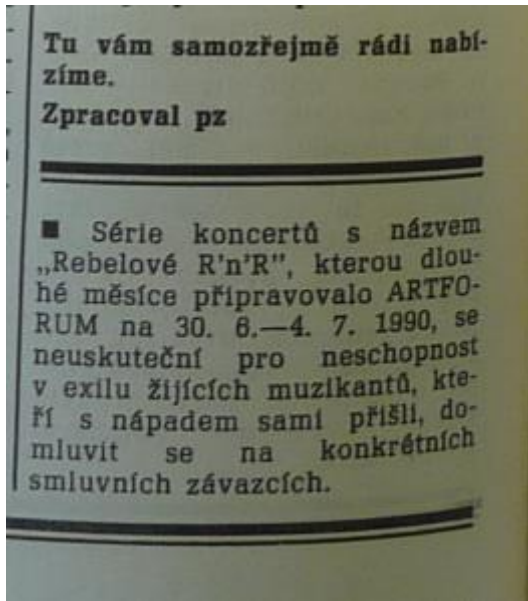 Tu vám samozřejmě rádi nabí-
zíme.
Zpracoval pz
■ Série koncertů s názvem
„Rebelové R’n’R”, kterou dlou-
hé měsíce připravovalo ARTFO-
RUM na 30. 6.—4. 7. 1990, se
neuskuteční pro neschopnost
v exilu žijících muzikantů, kte-
ří s nápadem sami přišli, do-
mluvit se na konkrétních
smluvních závazcích.